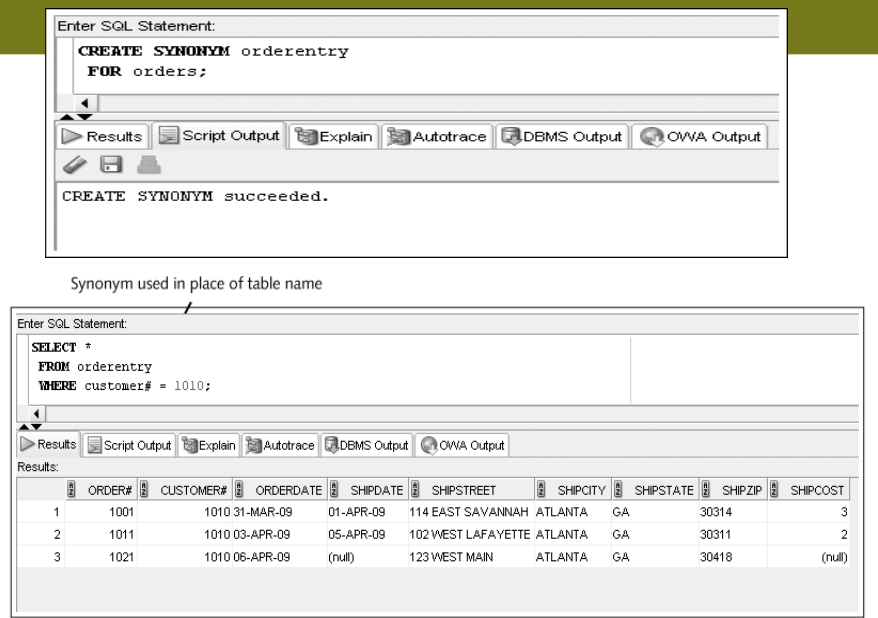 Enter SQL Statement:
CREATE SYNONYM orderentry
FOR orders;
Results Script Output Explain Autotrace DBMS Output OWA Output
CREATE SYNONYM succeeded.
Synonym used in place of table name
Enter SQL Statement:
SELECT *
FROM orderentry
WHERE customer# = 1010;
Results Script Output Explain Autotrace DBMS Output OWA Output
Results:
ORDER# CUSTOMER# ORDERDATE SHIPDATE SHIPSTREET SHIPCITY SHIPSTATE SHIPZIP SHIPCOST
1 1001 1010 31-MAR-09 01-APR-09 114 EAST SAVANNAH ATLANTA GA 30314 3
2 1011 1010 03-APR-09 05-APR-09 102 WEST LAFAYETTE ATLANTA GA 30311 2
3 1021 1010 06-APR-09 (null) 123 WEST MAIN ATLANTA GA 30418 (null)